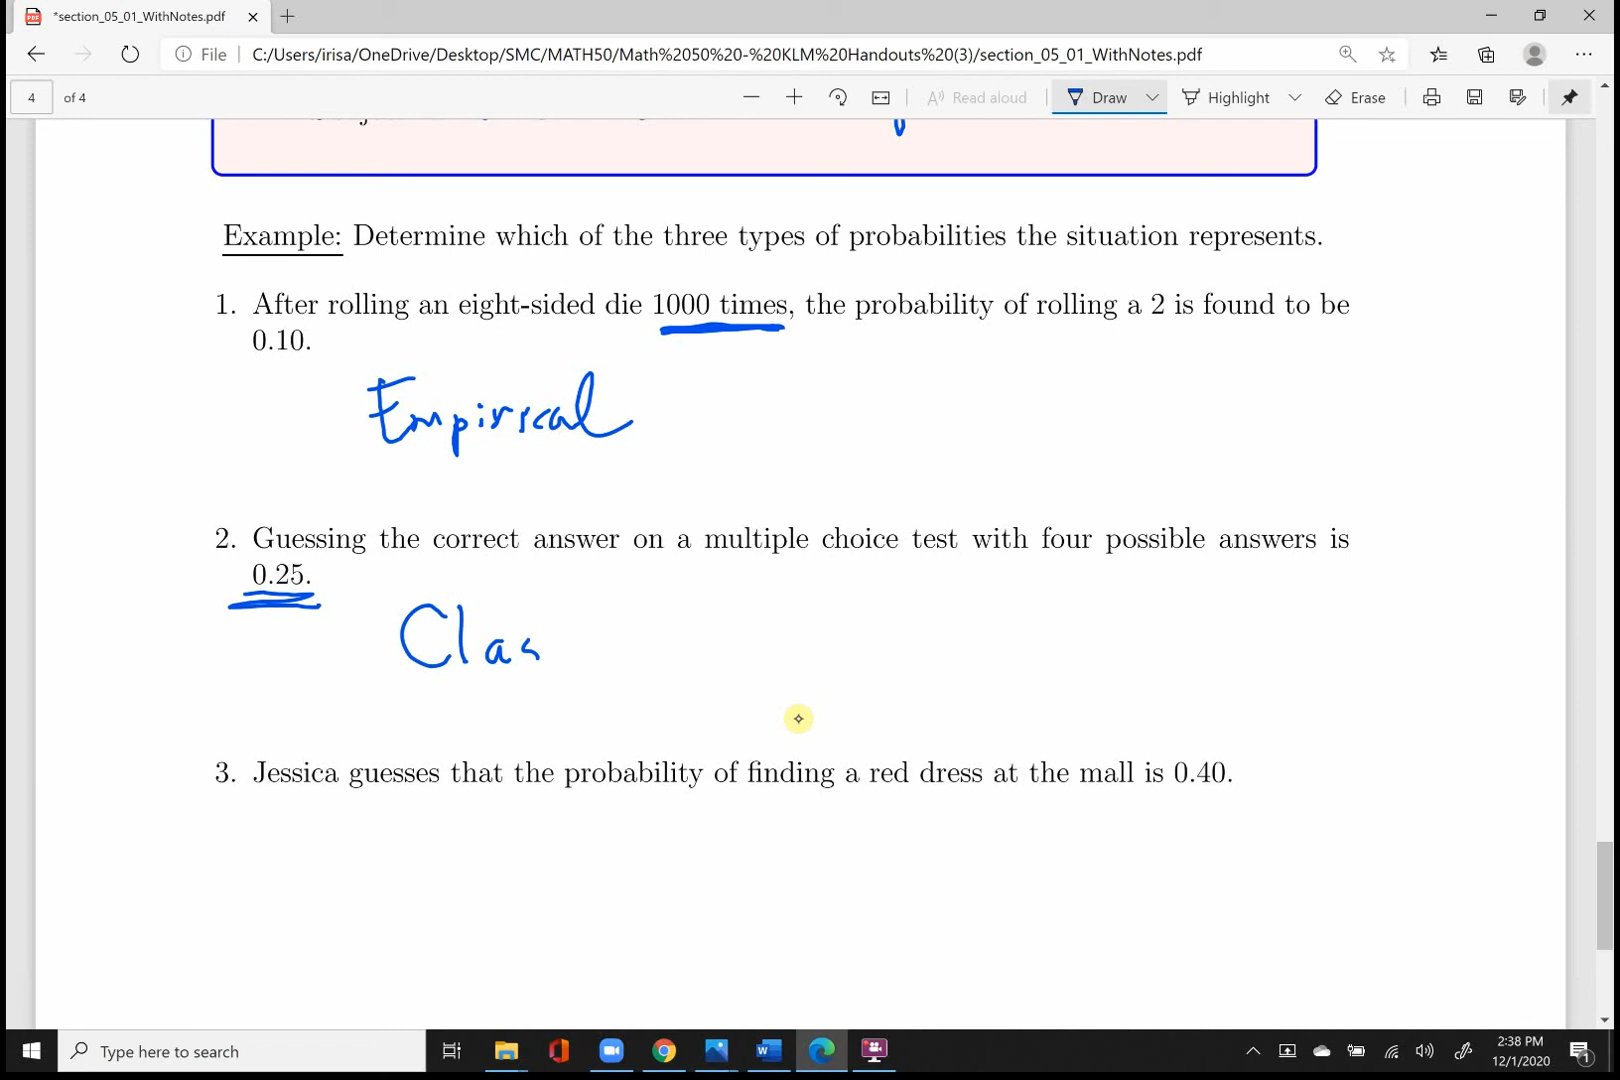 *section_05_01_WithNotes.pdf
File
C:/Users/irisa/OneDrive/Desktop/SMC/MATH50/Math%2050%20-%20KLM%20Handouts%20(3)/section_05_01_WithNotes.pdf
4 of 4
Read aloud
Draw
Highlight
Erase
Example: Determine which of the three types of probabilities the situation represents.
1. After rolling an eight-sided die 1000 times, the probability of rolling a 2 is found to be
0.10.
Empirical
2. Guessing the correct answer on a multiple choice test with four possible answers is
0.25.
Clas
3. Jessica guesses that the probability of finding a red dress at the mall is 0.40.
Type here to search
2:38 PM
12/1/2020
1